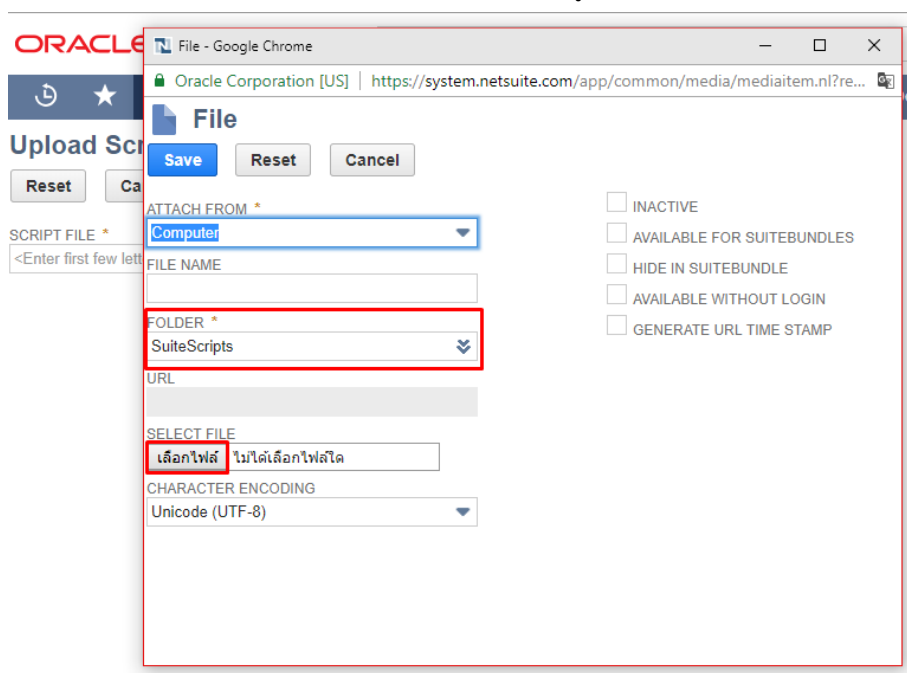 ORACLE
File - Google Chrome
Oracle Corporation [US] | https://system.netsuite.com/app/common/media/mediaitem.nl?re...
File
Upload Scr
Save Reset Cancel
Reset Ca
ATTACH FROM *
Computer
SCRIPT FILE *
<Enter first few lett
FILE NAME
FOLDER *
SuiteScripts
URL
SELECT FILE
เลือกไฟล์ ไม่ได้เลือกไฟล์ใด
CHARACTER ENCODING
Unicode (UTF-8)
INACTIVE
AVAILABLE FOR SUITEBUNDLES
HIDE IN SUITEBUNDLE
AVAILABLE WITHOUT LOGIN
GENERATE URL TIME STAMP